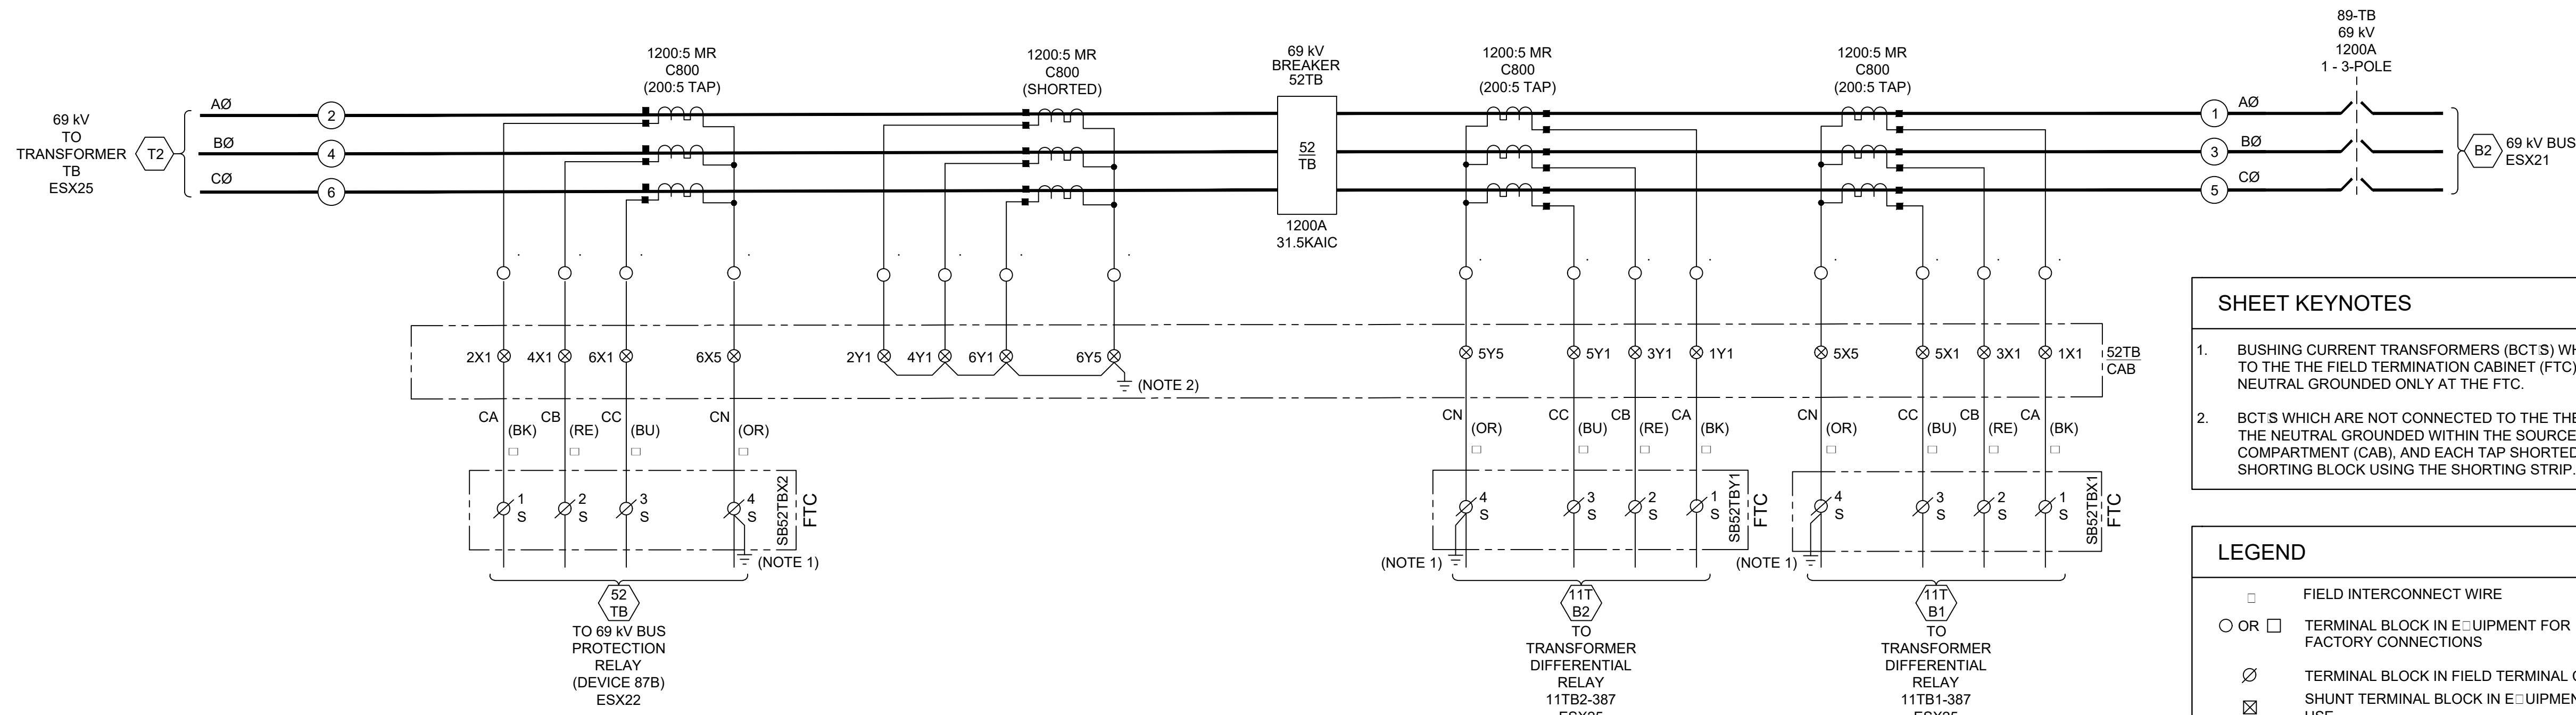 69 kV
TO
TRANSFORMER
TB
ESX25
T2
AØ
BØ
CØ
2
4
6
1200:5 MR
C800
(200:5 TAP)
1200:5 MR
C800
(SHORTED)
69 kV
BREAKER
52TB
52
TB
1200A
31.5KAIC
1200:5 MR
C800
(200:5 TAP)
1200:5 MR
C800
(200:5 TAP)
1
3
5
AØ
BØ
CØ
89-TB
69 kV
1200A
1 - 3-POLE
B2
69 kV BUS
ESX21
2X1 4X1 6X1 6X5
2Y1 4Y1 6Y1 6Y5
(NOTE 2)
5Y5 5Y1 3Y1 1Y1
5X5 5X1 3X1 1X1
52TB
CAB
CA CB CC CN
(BK) (RE) (BU) (OR)
CN CC CB CA
(OR) (BU) (RE) (BK)
CN CC CB CA
(OR) (BU) (RE) (BK)
1 2 3 4
S S S S
SB52TBX2
FTC
(NOTE 1)
4 3 2 1
S S S S
SB52TBY1
FTC
(NOTE 1)
4 3 2 1
S S S S
SB52TBX1
FTC
(NOTE 1)
52
TB
TO 69 kV BUS
PROTECTION
RELAY
(DEVICE 87B)
ESX22
11T
B2
TO
TRANSFORMER
DIFFERENTIAL
RELAY
11TB2-387
ESX25
11T
B1
TO
TRANSFORMER
DIFFERENTIAL
RELAY
11TB1-387
ESX25
SHEET KEYNOTES
1. BUSHING CURRENT TRANSFORMERS (BCT□S) WH
TO THE THE FIELD TERMINATION CABINET (FTC)
NEUTRAL GROUNDED ONLY AT THE FTC.
2. BCT□S WHICH ARE NOT CONNECTED TO THE THE
THE NEUTRAL GROUNDED WITHIN THE SOURCE
COMPARTMENT (CAB), AND EACH TAP SHORTED
SHORTING BLOCK USING THE SHORTING STRIP.
LEGEND
FIELD INTERCONNECT WIRE
OR TERMINAL BLOCK IN E□UIPMENT FOR
FACTORY CONNECTIONS
TERMINAL BLOCK IN FIELD TERMINAL C
SHUNT TERMINAL BLOCK IN E□UIPMEN
USE